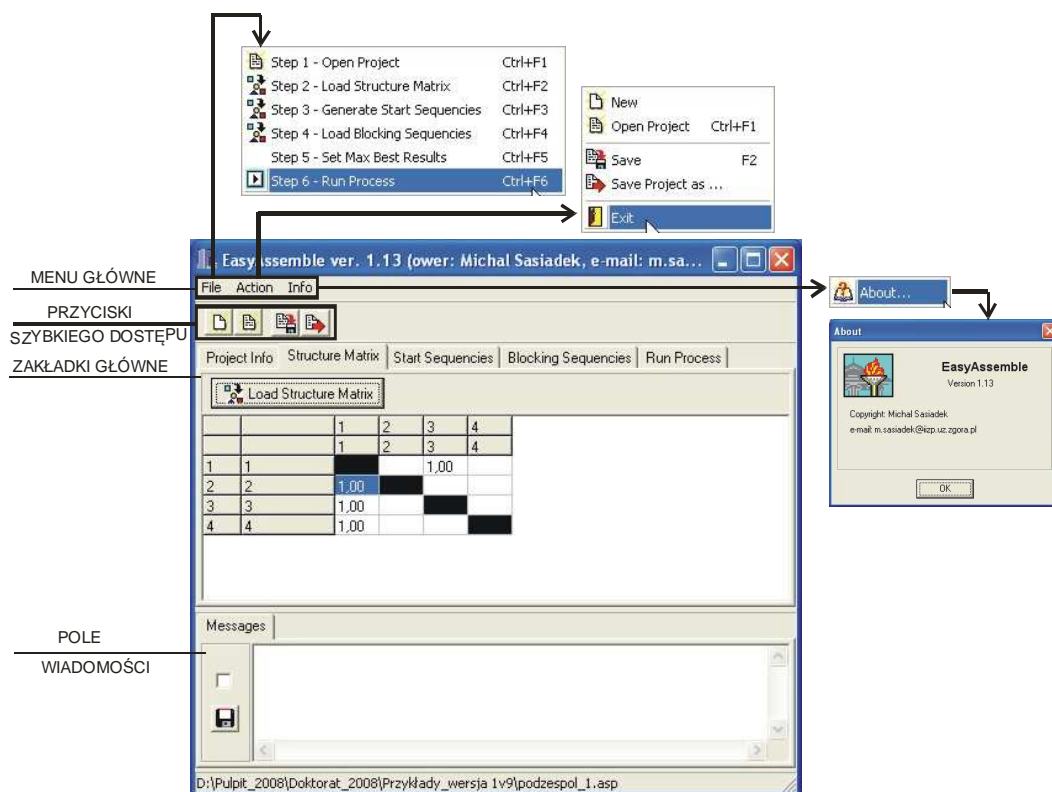 Step 1 - Open Project Ctrl+F1
Step 2 - Load Structure Matrix Ctrl+F2
Step 3 - Generate Start Sequencies Ctrl+F3
Step 4 - Load Blocking Sequencies Ctrl+F4
Step 5 - Set Max Best Results Ctrl+F5
Step 6 - Run Process Ctrl+F6
New
Open Project Ctrl+F1
Save F2
Save Project as ...
Exit
EasyAssemble ver. 1.13 (ower: Michal Sasiadek, e-mail: m.sa...
MENU GŁÓWNE
File Action Info
About...
PRZYCISKI
SZYBKIEGO DOSTĘPU
ZAKŁADKI GŁÓWNE
Project Info Structure Matrix Start Sequencies Blocking Sequencies Run Process
Load Structure Matrix
1 2 3 4
1 2 3 4
1 1 1,00
2 2 1,00
3 3 1,00
4 4 1,00
About
EasyAssemble
Version 1.13
Copyright: Michal Sasiadek
e-mail: m.sasiadek@iizp.uz.zgora.pl
OK
Messages
POLE
WIADOMOŚCI
D:\Pulpit_2008\Doktorat_2008\Przykłady_wersja 1v9\podzespol_1.asp